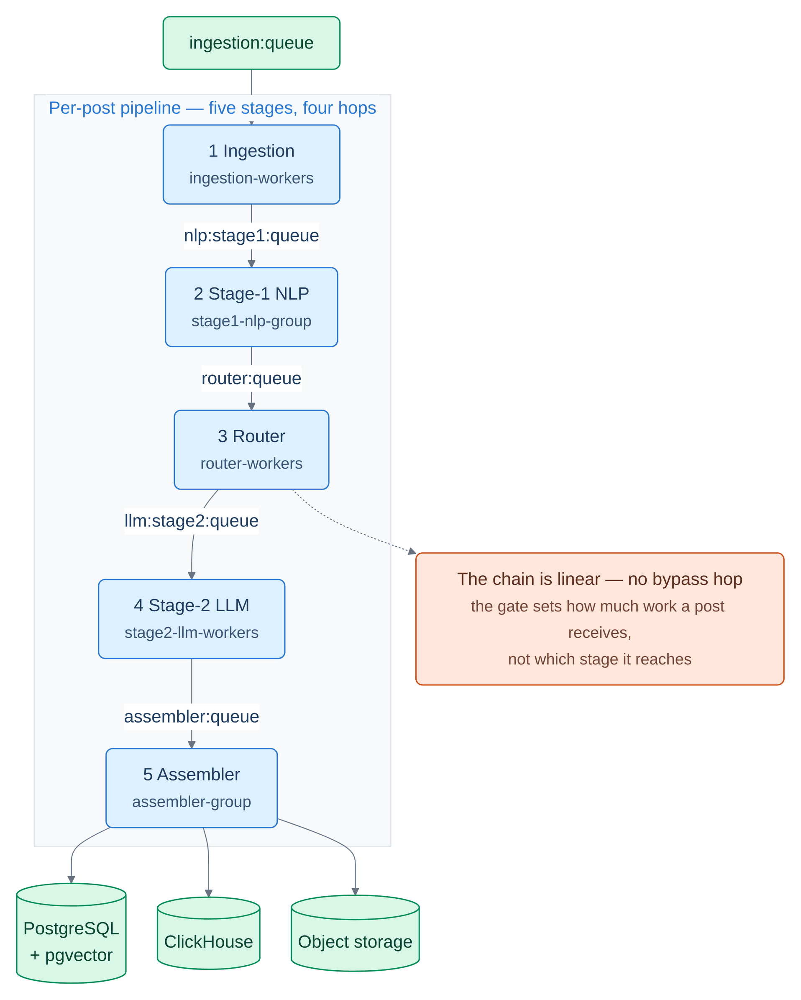 ingestion:queue
Per-post pipeline — five stages, four hops
1 Ingestion
ingestion-workers
nlp:stage1:queue
2 Stage-1 NLP
stage1-nlp-group
router:queue
3 Router
router-workers
llm:stage2:queue
The chain is linear — no bypass hop
the gate sets how much work a post
receives,
not which stage it reaches
4 Stage-2 LLM
stage2-llm-workers
assembler:queue
5 Assembler
assembler-group
PostgreSQL
+ pgvector
ClickHouse
Object storage